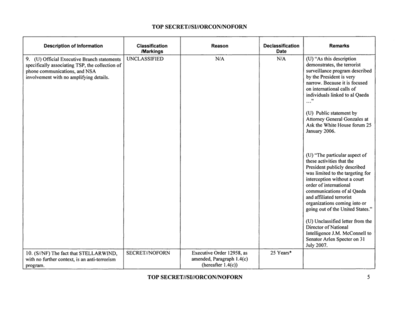 TOP SECRET//SI//ORCON/NOFORN
Description of Information
Classification
/Markings
Reason
Declassification
Date
Remarks
9. (U) Official Executive Branch statements
specifically associating TSP, the collection of
phone communications, and NSA
involvement with no amplifying details.
UNCLASSIFIED
N/A
N/A
(U) "As this description
demonstrates, the terrorist
surveillance program described
by the President is very
narrow. Because it is focused
on international calls of
individuals linked to al Qaeda
…"
(U) Public statement by
Attorney General Gonzales at
Ask the White House forum 25
January 2006.
(U) "The particular aspect of
these activities that the
President publicly described
was limited to the targeting for
interception without a court
order of international
communications of al Qaeda
and affiliated terrorist
organizations coming into or
going out of the United States."
(U) Unclassified letter from the
Director of National
Intelligence J.M. McConnell to
Senator Arlen Specter on 31
July 2007.
10. (S//NF) The fact that STELLARWIND,
with no further context, is an anti-terrorism
program.
SECRET//NOFORN
Executive Order 12958, as
amended, Paragraph 1.4(c)
(hereafter 1.4(c))
25 Years*
TOP SECRET//SI//ORCON/NOFORN
5